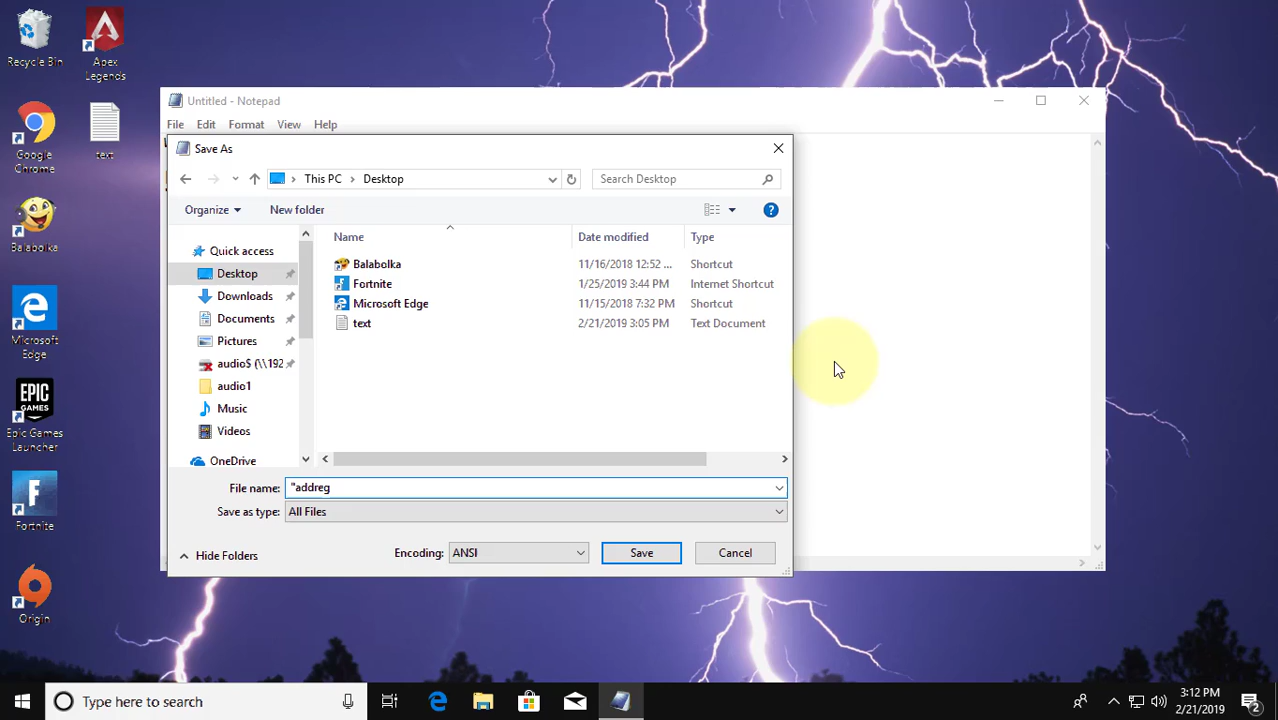 Recycle Bin
Apex
Legends
Google
Chrome
text
Balabolka
Microsoft
Edge
Epic Games
Launcher
EPIC
GAMES
Fortnite
Origin
Untitled - Notepad
File Edit Format View Help
Save As
This PC Desktop
Search Desktop
Organize New folder
Name Date modified Type
Quick access
Desktop
Downloads
Documents
Pictures
audio$ (\\192
audio1
Music
Videos
OneDrive
Balabolka 11/16/2018 12:52 ... Shortcut
Fortnite 1/25/2019 3:44 PM Internet Shortcut
Microsoft Edge 11/15/2018 7:32 PM Shortcut
text 2/21/2019 3:05 PM Text Document
File name: "addreg
Save as type: All Files
Hide Folders
Encoding: ANSI
Save Cancel
Type here to search
3:12 PM
2/21/2019
2